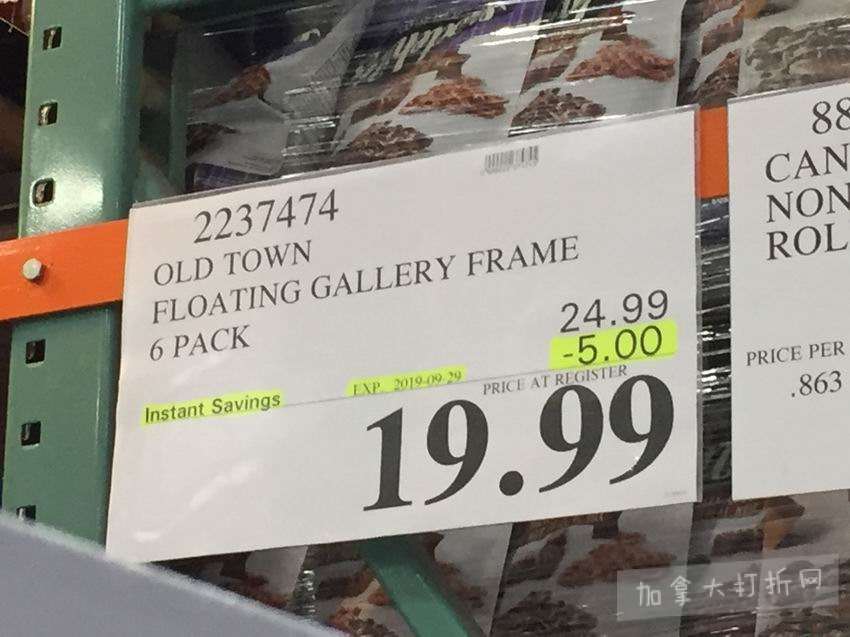 2237474
OLD TOWN
FLOATING GALLERY FRAME
6 PACK
24.99
-5.00
Instant Savings
EXP. 2019-09-29
PRICE AT REGISTER
19.99
88
CAN
NON
ROL
PRICE PER
.863
加拿大打折网